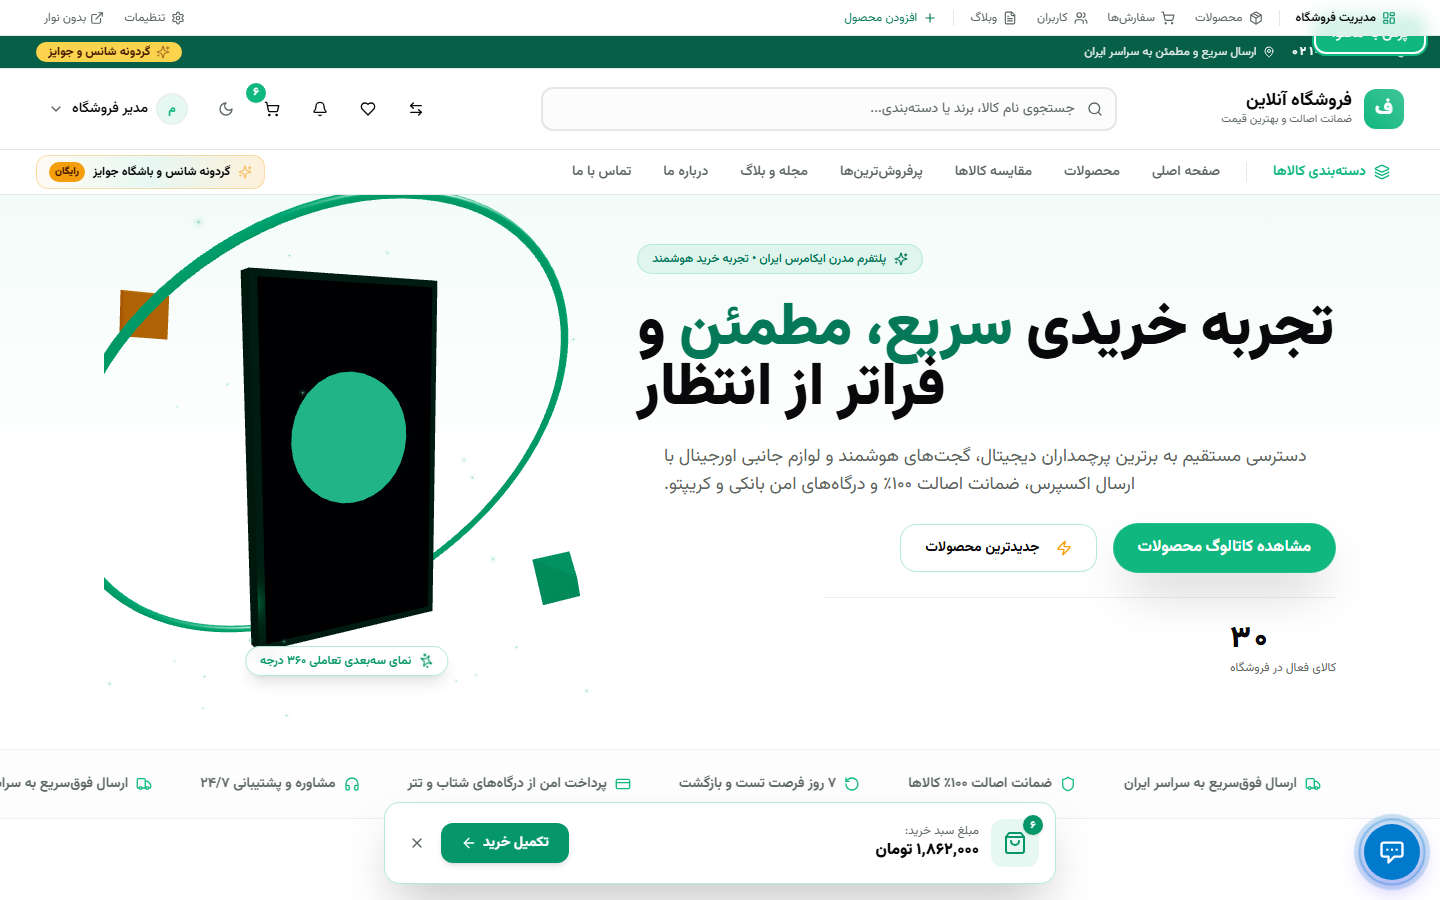 مدیریت فروشگاه
محصولات
سفارش‌ها
کاربران
وبلاگ
افزودن محصول
تنظیمات
بدون نوار
۰۲۱
ارسال سریع و مطمئن به سراسر ایران
گردونه شانس و جوایز
ف
فروشگاه آنلاین
ضمانت اصالت و بهترین قیمت
جستجوی نام کالا، برند یا دسته‌بندی...
۶
م
مدیر فروشگاه
دسته‌بندی کالاها
صفحه اصلی
محصولات
مقایسه کالاها
پرفروش‌ترین‌ها
مجله و بلاگ
درباره ما
تماس با ما
گردونه شانس و باشگاه جوایز
رایگان
پلتفرم مدرن ایکامرس ایران • تجربه خرید هوشمند
تجربه خریدی سریع، مطمئن و
فراتر از انتظار
دسترسی مستقیم به برترین پرچمداران دیجیتال، گجت‌های هوشمند و لوازم جانبی اورجینال با
ارسال اکسپرس، ضمانت اصالت ۱۰۰٪ و درگاه‌های امن بانکی و کریپتو.
مشاهده کاتالوگ محصولات
جدیدترین محصولات
۳۰
کالای فعال در فروشگاه
نمای سه‌بعدی تعاملی ۳۶۰ درجه
ارسال فوق‌سریع به سراسر ایران
ضمانت اصالت ۱۰۰٪ کالاها
۷ روز فرصت تست و بازگشت
پرداخت امن از درگاه‌های شتاب و تتر
مشاوره و پشتیبانی ۲۴/۷
ارسال فوق‌سریع به
۶
مبلغ سبد خرید:
۱,۸۶۲,۰۰۰ تومان
تکمیل خرید